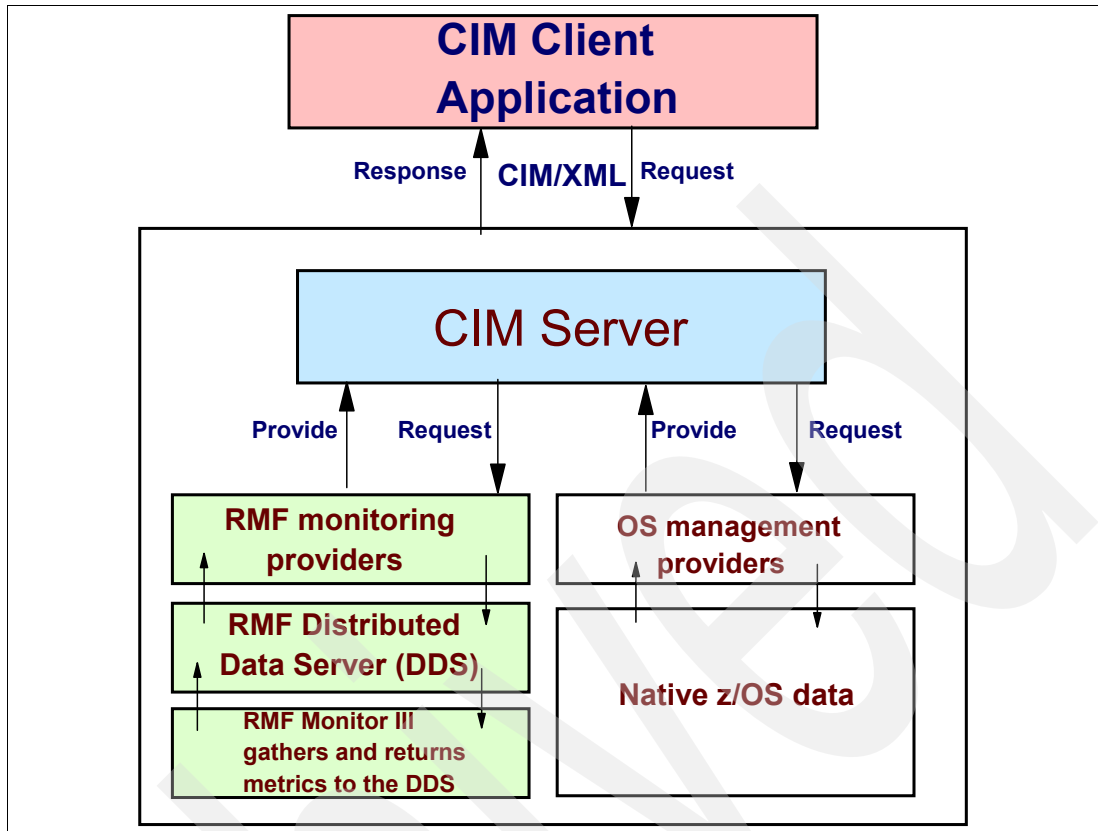 CIM Client
Application
Response
CIM/XML
Request
CIM Server
Provide
Request
Provide
Request
RMF monitoring
providers
OS management
providers
RMF Distributed
Data Server (DDS)
Native z/OS data
RMF Monitor III
gathers and returns
metrics to the DDS